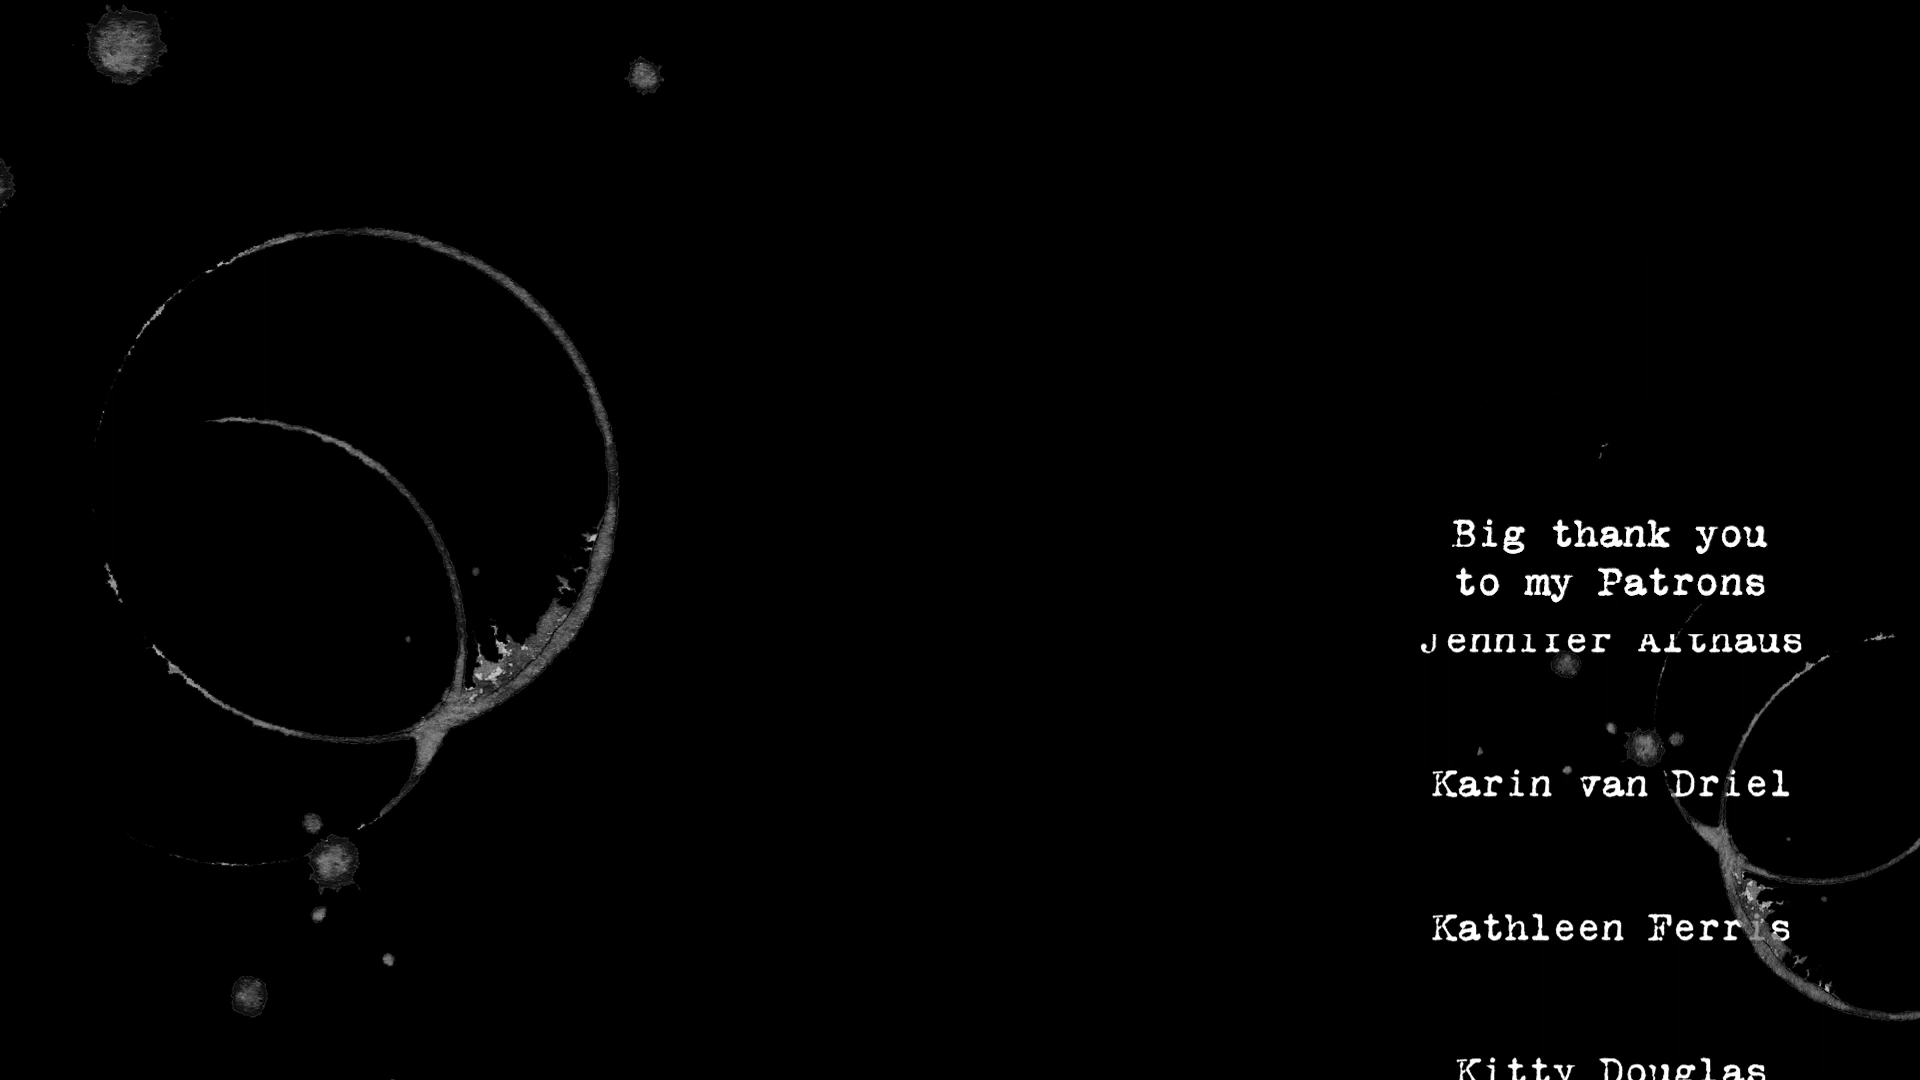 Big thank you
to my Patrons
Jennifer Althaus
Karin van Driel
Kathleen Ferris
Kitty Douglas